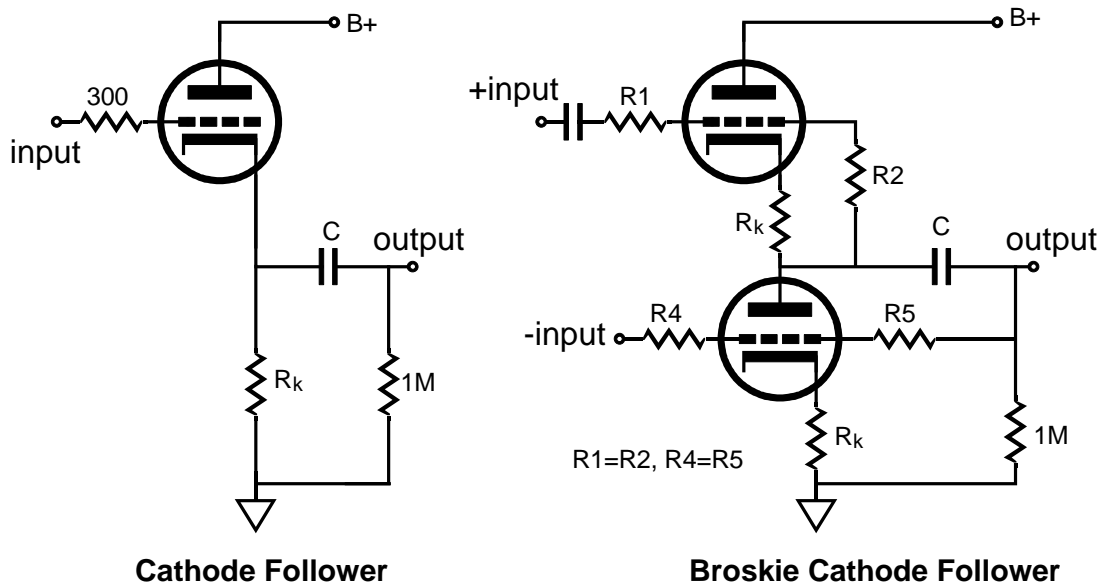 B+
300
input
C
output
Rk
1M
Cathode Follower
B+
+input
R1
R2
Rk
C
output
R4
R5
-input
Rk
1M
R1=R2, R4=R5
Broskie Cathode Follower